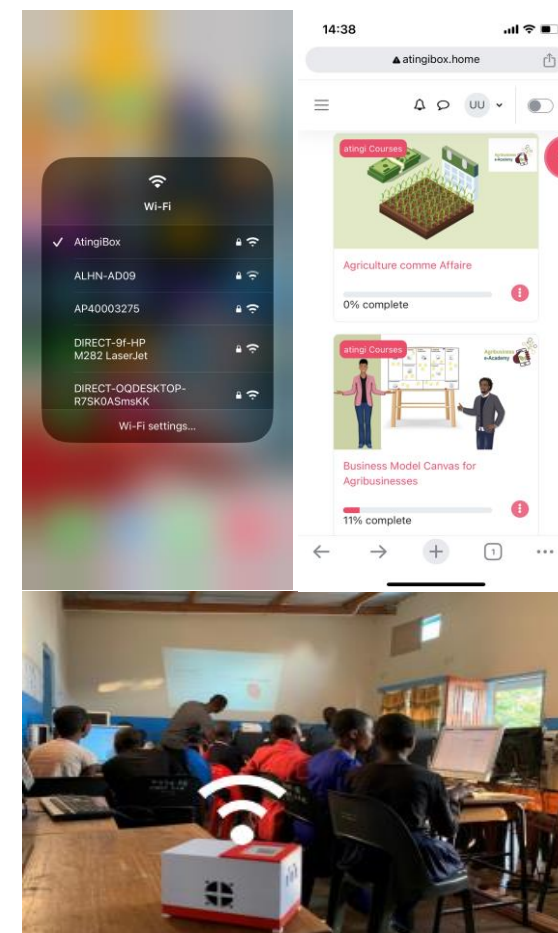 Wi-Fi
AtingiBox
ALHN-AD09
AP40003275
DIRECT-9f-HP
M282 LaserJet
DIRECT-OQDESKTOP-
R7SK0ASmsKK
Wi-Fi settings...
14:38
atingibox.home
UU
atingi Courses
Agriculture comme Affaire
0% complete
atingi Courses
Agribusiness
e-Academy
Business Model Canvas for
Agribusinesses
11% complete
1